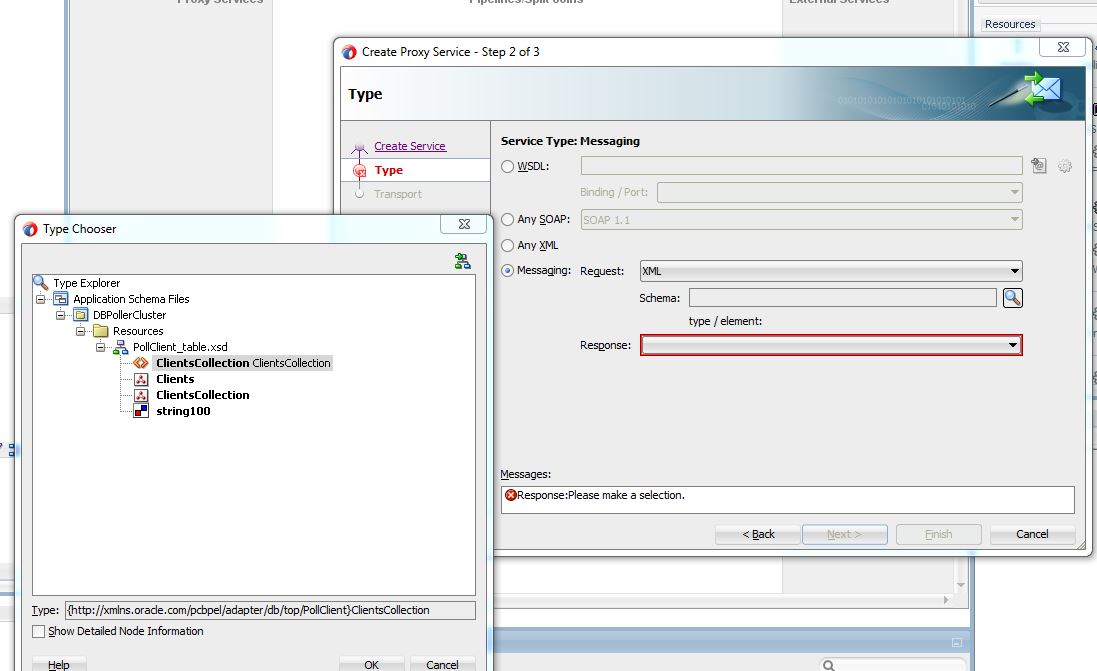 Proxy Services
Pipelines/Split Joins
External Services
Resources
Create Proxy Service - Step 2 of 3
Type
Create Service
Type
Transport
Service Type: Messaging
WSDL:
Binding / Port:
Any SOAP: SOAP 1.1
Any XML
Messaging: Request: XML
Schema:
type / element:
Response:
Messages:
Response:Please make a selection.
< Back Next > Finish Cancel
Type Chooser
Type Explorer
Application Schema Files
DBPollerCluster
Resources
PollClient_table.xsd
ClientsCollection ClientsCollection
Clients
ClientsCollection
string100
Type: {http://xmlns.oracle.com/pcbpel/adapter/db/top/PollClient}ClientsCollection
Show Detailed Node Information
Help OK Cancel